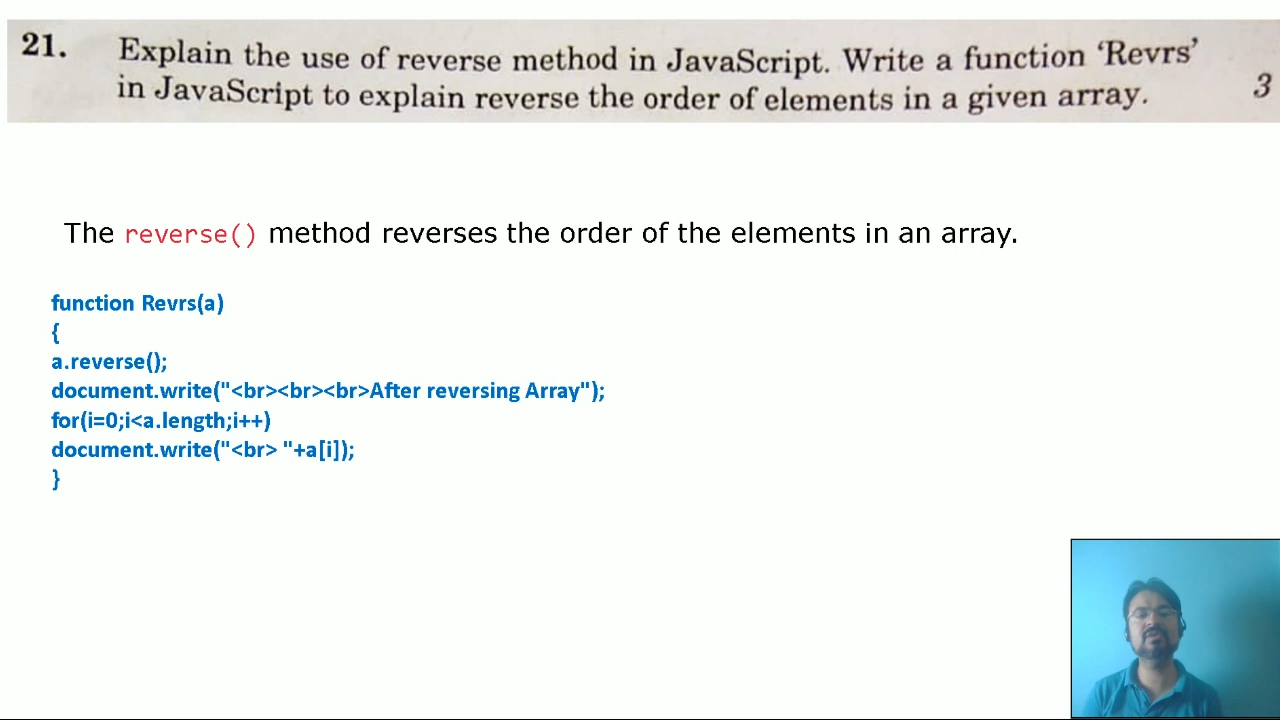 21. Explain the use of reverse method in JavaScript. Write a function ‘Revrs’
in JavaScript to explain reverse the order of elements in a given array. 3
The reverse() method reverses the order of the elements in an array.
function Revrs(a)
{
a.reverse();
document.write("<br><br><br>After reversing Array");
for(i=0;i<a.length;i++)
document.write("<br> "+a[i]);
}